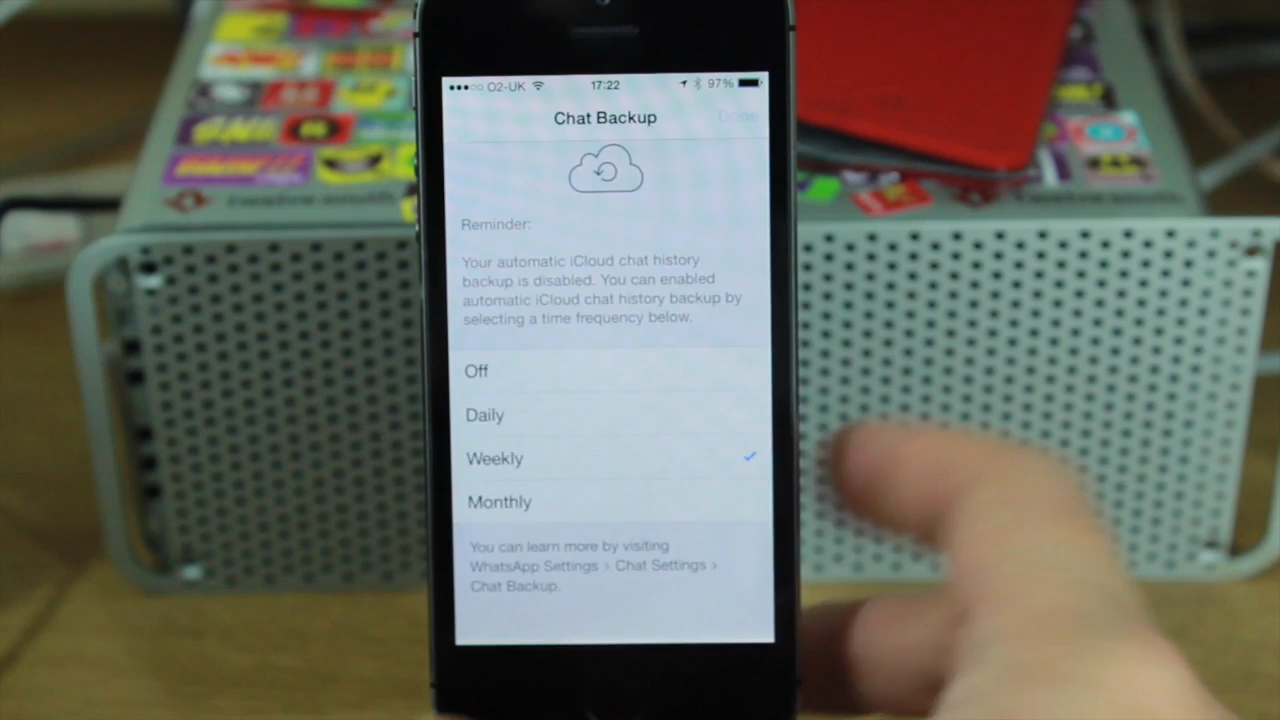 O2-UK 17:22 97%
Chat Backup Done
Reminder:
Your automatic iCloud chat history
backup is disabled. You can enabled
automatic iCloud chat history backup by
selecting a time frequency below.
Off
Daily
Weekly
Monthly
You can learn more by visiting
WhatsApp Settings > Chat Settings >
Chat Backup.